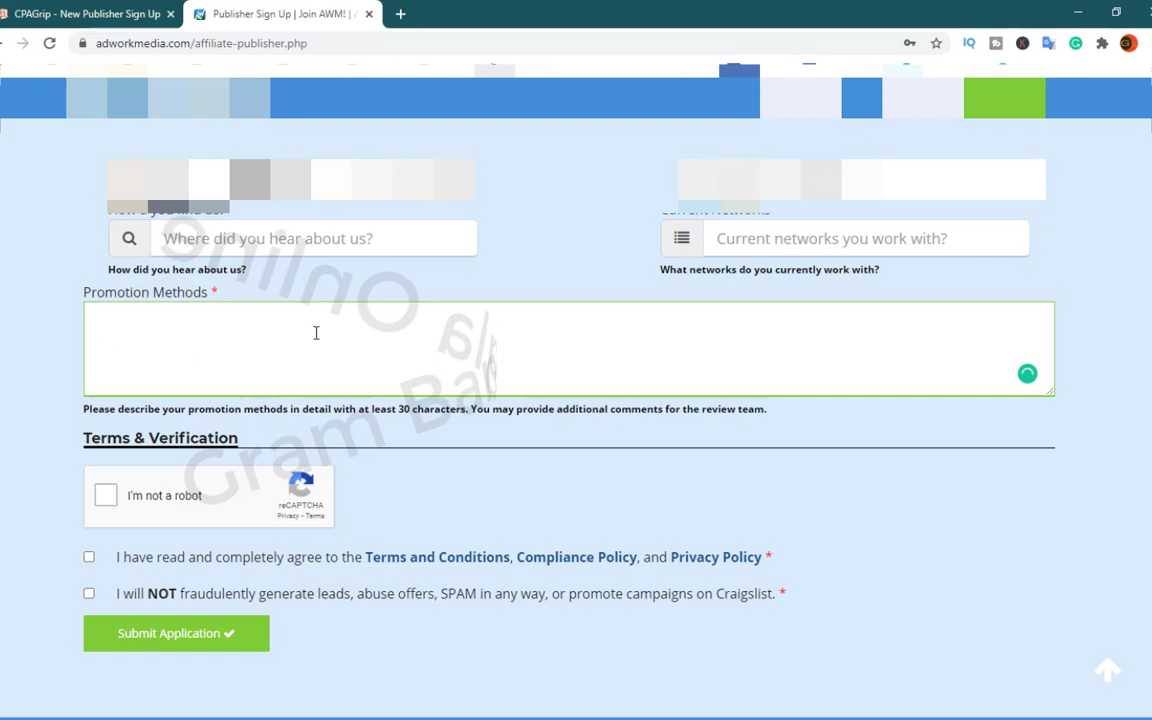 CPAGrip - New Publisher Sign Up
Publisher Sign Up | Join AWM! | A
adworkmedia.com/affiliate-publisher.php
Current Networks
Where did you hear about us?
Current networks you work with?
How did you hear about us?
What networks do you currently work with?
Promotion Methods *
Please describe your promotion methods in detail with at least 30 characters. You may provide additional comments for the review team.
Terms & Verification
I'm not a robot
reCAPTCHA
Privacy - Terms
I have read and completely agree to the Terms and Conditions, Compliance Policy, and Privacy Policy *
I will NOT fraudulently generate leads, abuse offers, SPAM in any way, or promote campaigns on Craigslist. *
Submit Application
Gram Ba
Online